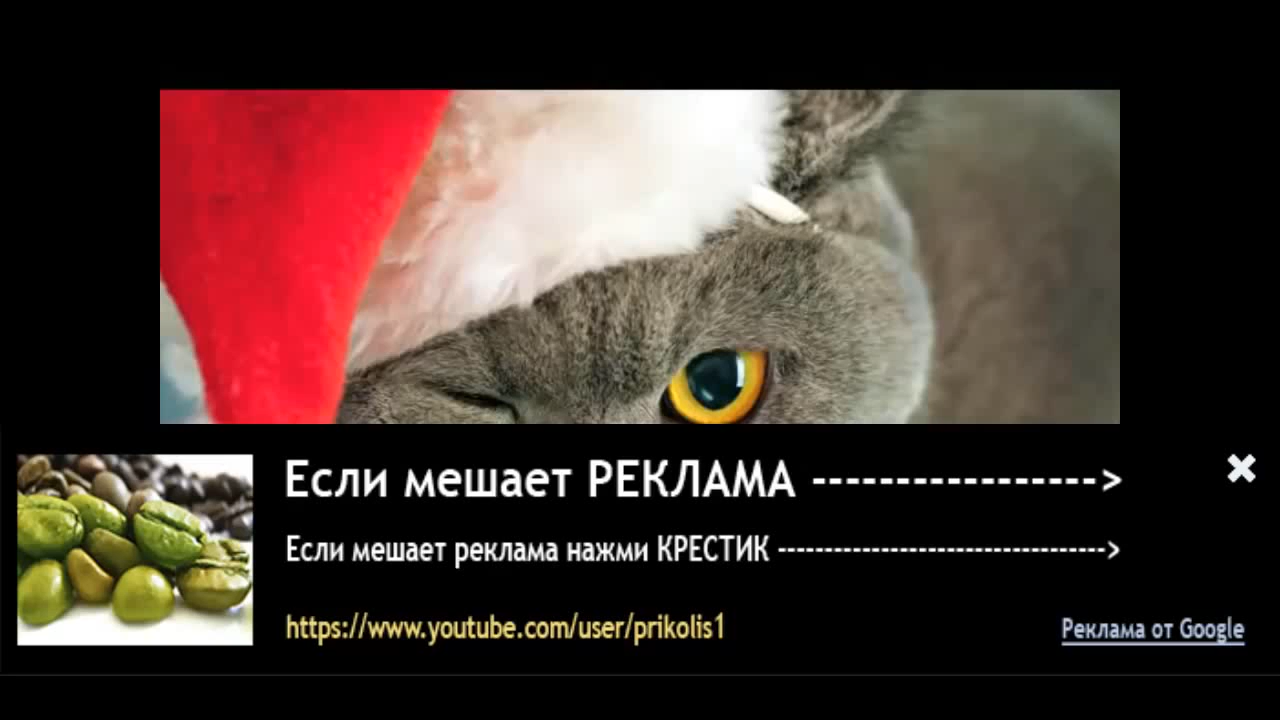 Если мешает РЕКЛАМА ----------------->
Если мешает реклама нажми КРЕСТИК ----------------------------------->
https://www.youtube.com/user/prikolis1
Реклама от Google